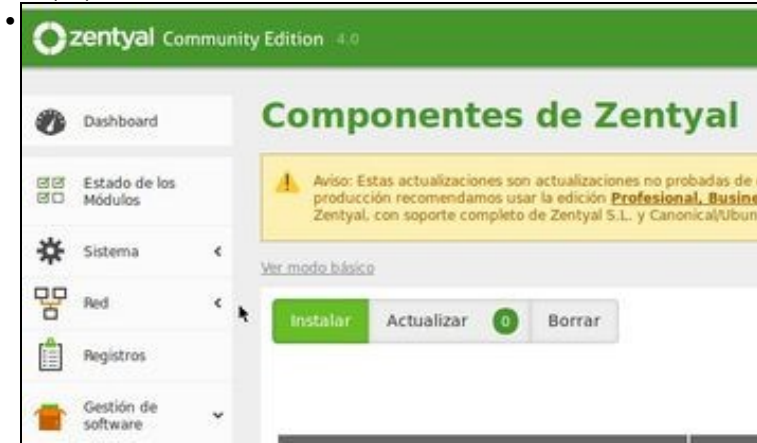 zentyal Community Edition 4.0
Dashboard
Componentes de Zentyal
Estado de los
Módulos
Aviso: Estas actualizaciones son actualizaciones no probadas de
producción recomendamos usar la edición Profesional, Busine
Zentyal, con soporte completo de Zentyal S.L. y Canonical/Ubun
Sistema
Ver modo básico
Red
Instalar Actualizar 0 Borrar
Registros
Gestión de
software